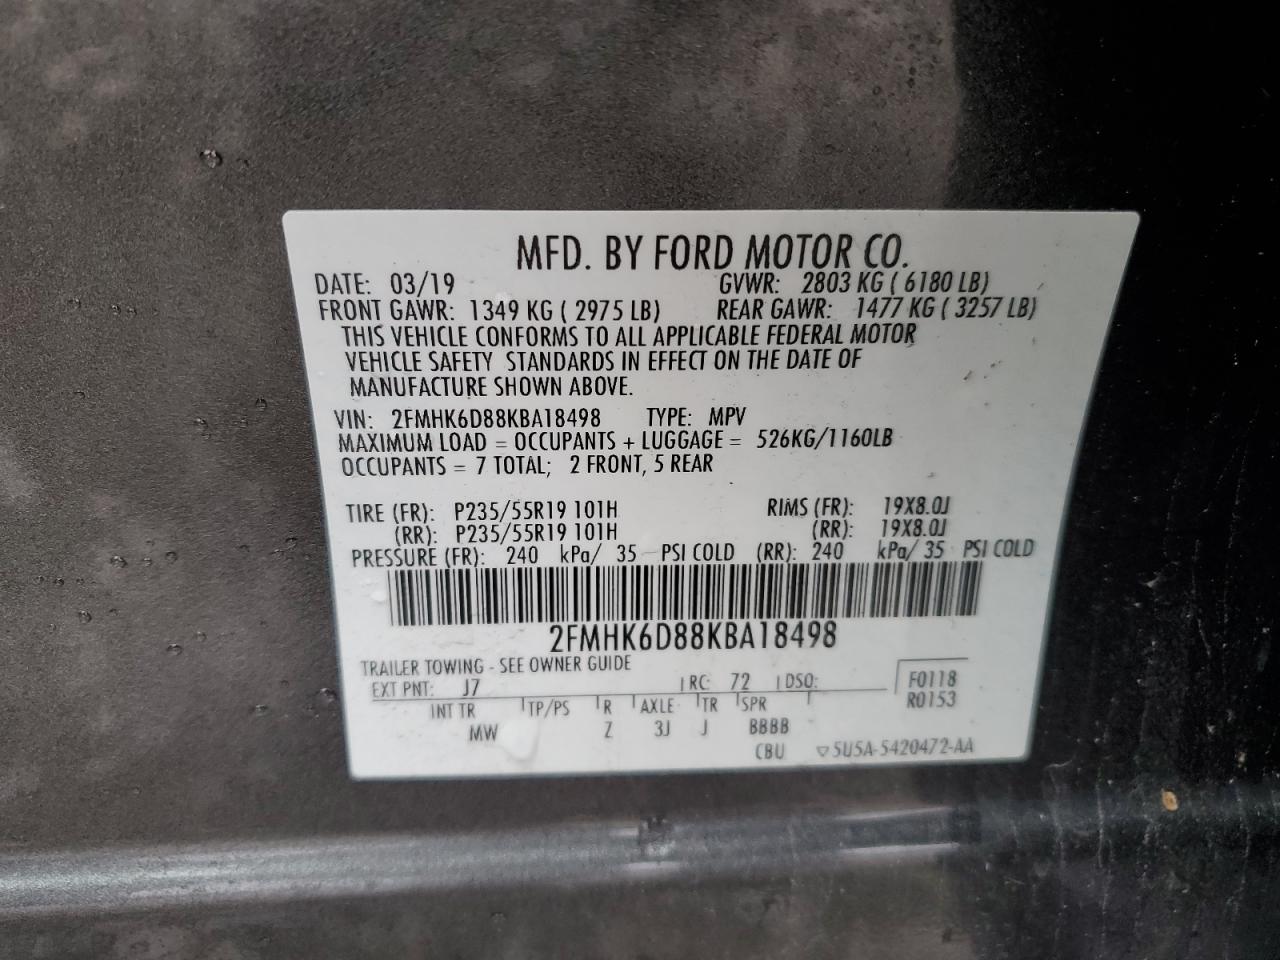 MFD. BY FORD MOTOR CO.
DATE: 03/19 GVWR: 2803 KG ( 6180 LB)
FRONT GAWR: 1349 KG ( 2975 LB) REAR GAWR: 1477 KG ( 3257 LB)
THIS VEHICLE CONFORMS TO ALL APPLICABLE FEDERAL MOTOR
VEHICLE SAFETY STANDARDS IN EFFECT ON THE DATE OF
MANUFACTURE SHOWN ABOVE.
VIN: 2FMHK6D88KBA18498 TYPE: MPV
MAXIMUM LOAD = OCCUPANTS + LUGGAGE = 526KG/1160LB
OCCUPANTS = 7 TOTAL; 2 FRONT, 5 REAR
TIRE (FR): P235/55R19 101H RIMS (FR): 19X8.0J
(RR): P235/55R19 101H (RR): 19X8.0J
PRESSURE (FR): 240 kPa/ 35 PSI COLD (RR): 240 kPa/ 35 PSI COLD
2FMHK6D88KBA18498
TRAILER TOWING - SEE OWNER GUIDE
EXT PNT: J7 RC: 72 DSO: F0118
R0153
INT TR TP/PS R AXLE TR SPR
MW Z 3J J BBBB
CBU ▽5U5A-5420472-AA